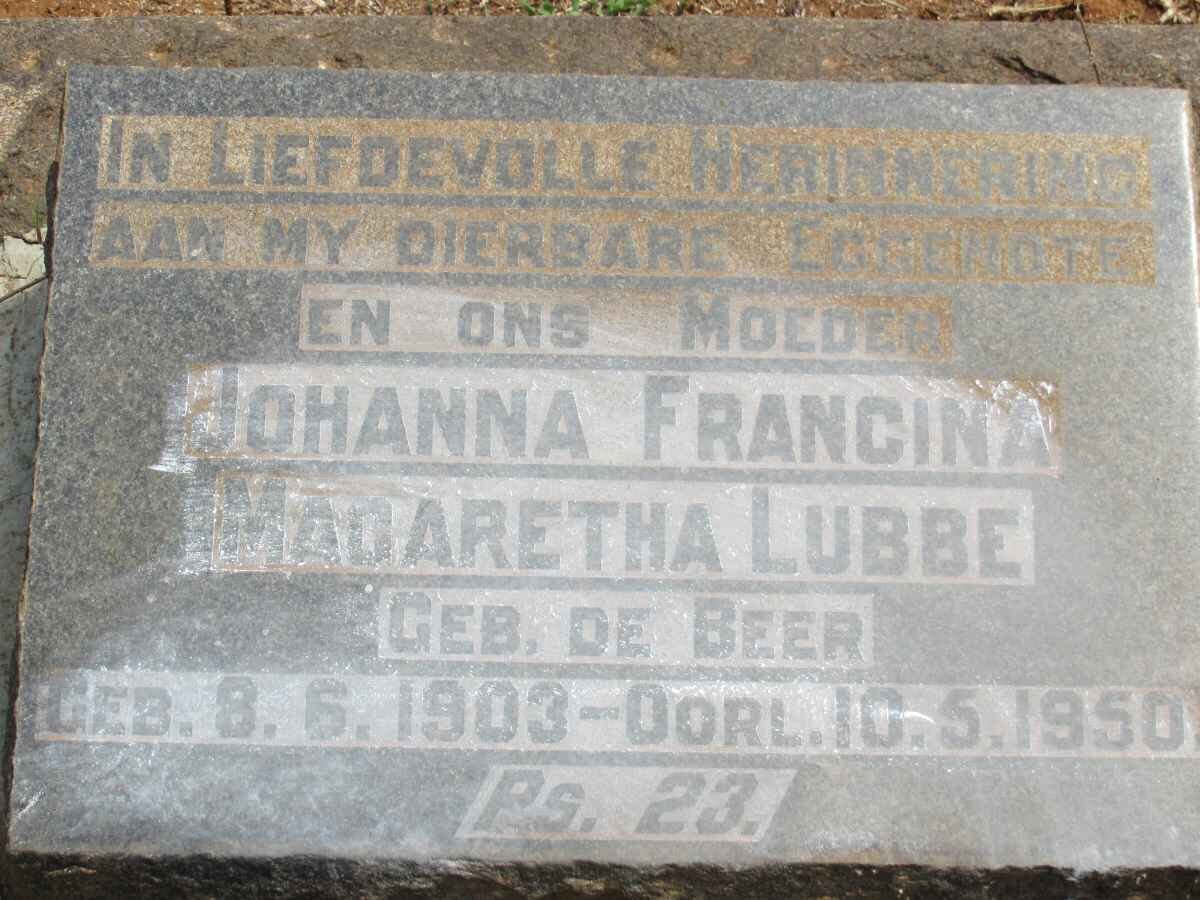 IN LIEFDEVOLLE HERINNERING
AAN MY DIERBARE EGGENOTE
EN ONS MOEDER
JOHANNA FRANCINA
MAGARETHA LUBBE
GEB. DE BEER
GEB. 8. 6. 1903–OORL. 10. 5. 1950.
PS. 23.